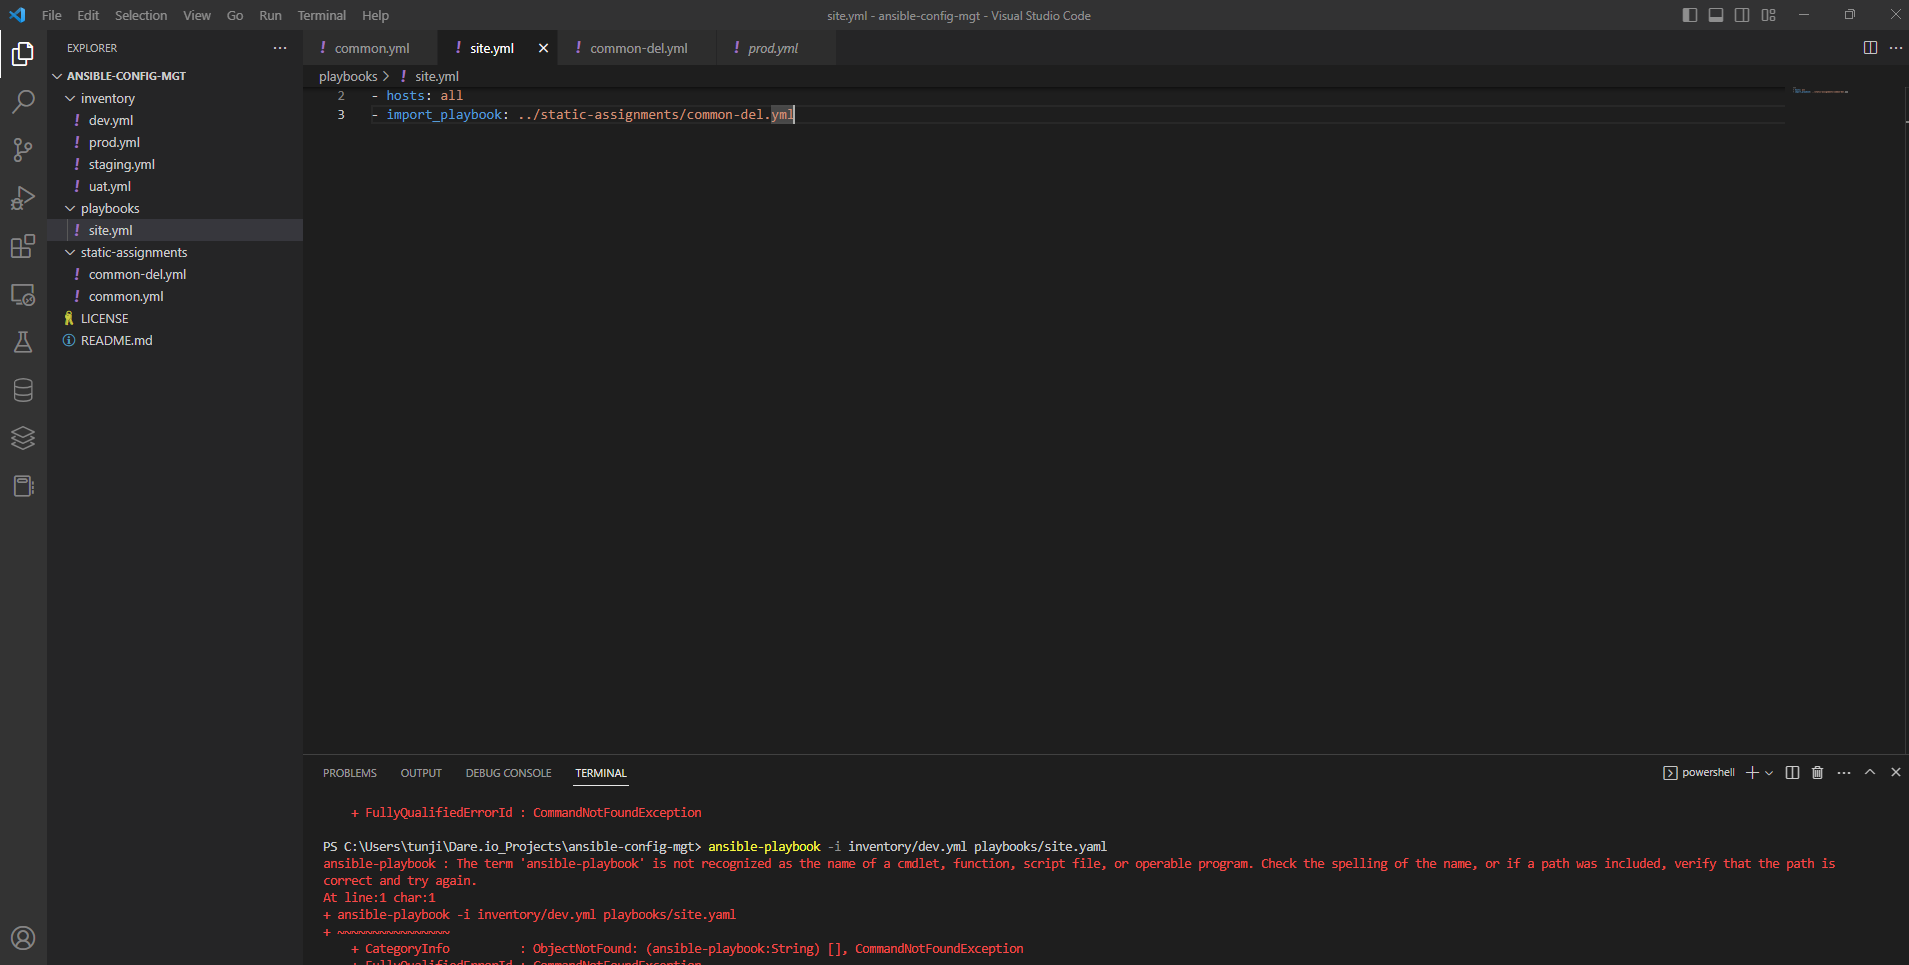 File Edit Selection View Go Run Terminal Help
site.yml - ansible-config-mgt - Visual Studio Code
EXPLORER
ANSIBLE-CONFIG-MGT
inventory
! dev.yml
! prod.yml
! staging.yml
! uat.yml
playbooks
! site.yml
static-assignments
! common-del.yml
! common.yml
LICENSE
README.md
! common.yml ! site.yml ! common-del.yml ! prod.yml
playbooks > ! site.yml
2 - hosts: all
3 - import_playbook: ../static-assignments/common-del.yml
PROBLEMS OUTPUT DEBUG CONSOLE TERMINAL
powershell
+ FullyQualifiedErrorId : CommandNotFoundException
PS C:\Users\tunji\Dare.io_Projects\ansible-config-mgt> ansible-playbook -i inventory/dev.yml playbooks/site.yaml
ansible-playbook : The term 'ansible-playbook' is not recognized as the name of a cmdlet, function, script file, or operable program. Check the spelling of the name, or if a path was included, verify that the path is
correct and try again.
At line:1 char:1
+ ansible-playbook -i inventory/dev.yml playbooks/site.yaml
+ ~~~~~~~~~~~~~~~~
+ CategoryInfo : ObjectNotFound: (ansible-playbook:String) [], CommandNotFoundException
+ FullyQualifiedErrorId : CommandNotFoundException